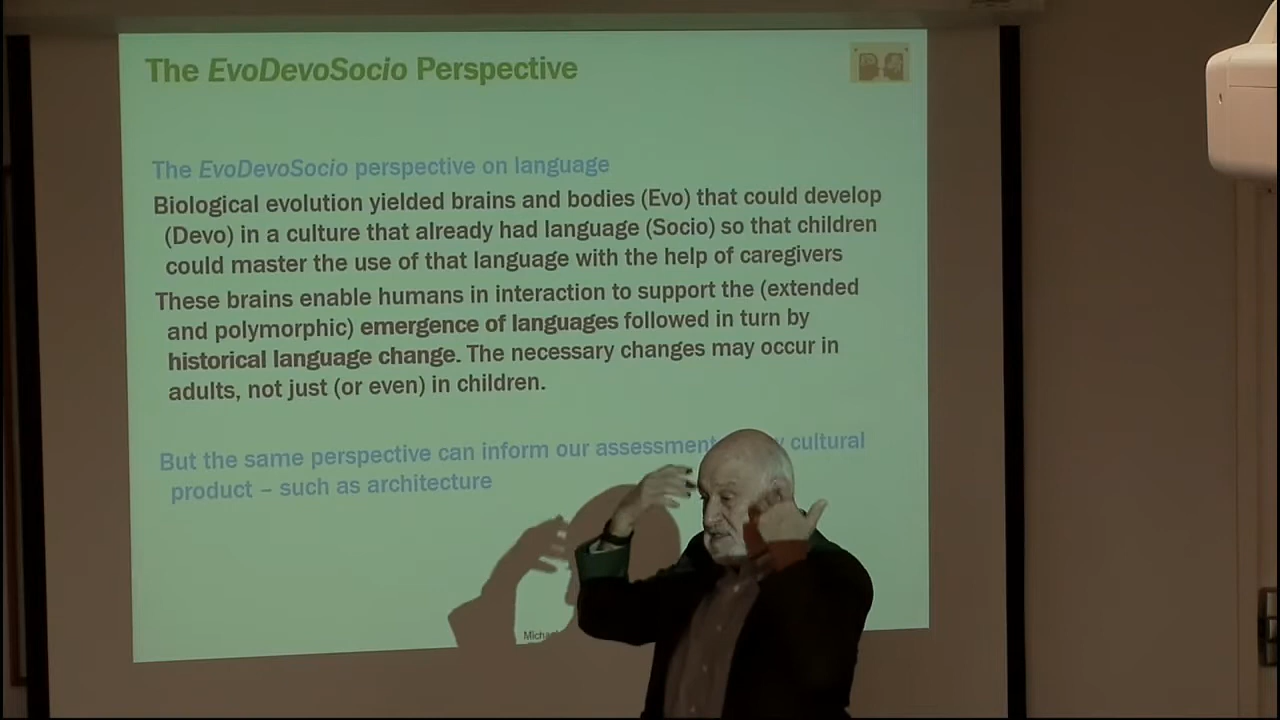 The EvoDevoSocio Perspective
The EvoDevoSocio perspective on language
Biological evolution yielded brains and bodies (Evo) that could develop
(Devo) in a culture that already had language (Socio) so that children
could master the use of that language with the help of caregivers
These brains enable humans in interaction to support the (extended
and polymorphic) emergence of languages followed in turn by
historical language change. The necessary changes may occur in
adults, not just (or even) in children.
But the same perspective can inform our assessment cultural
product – such as architecture